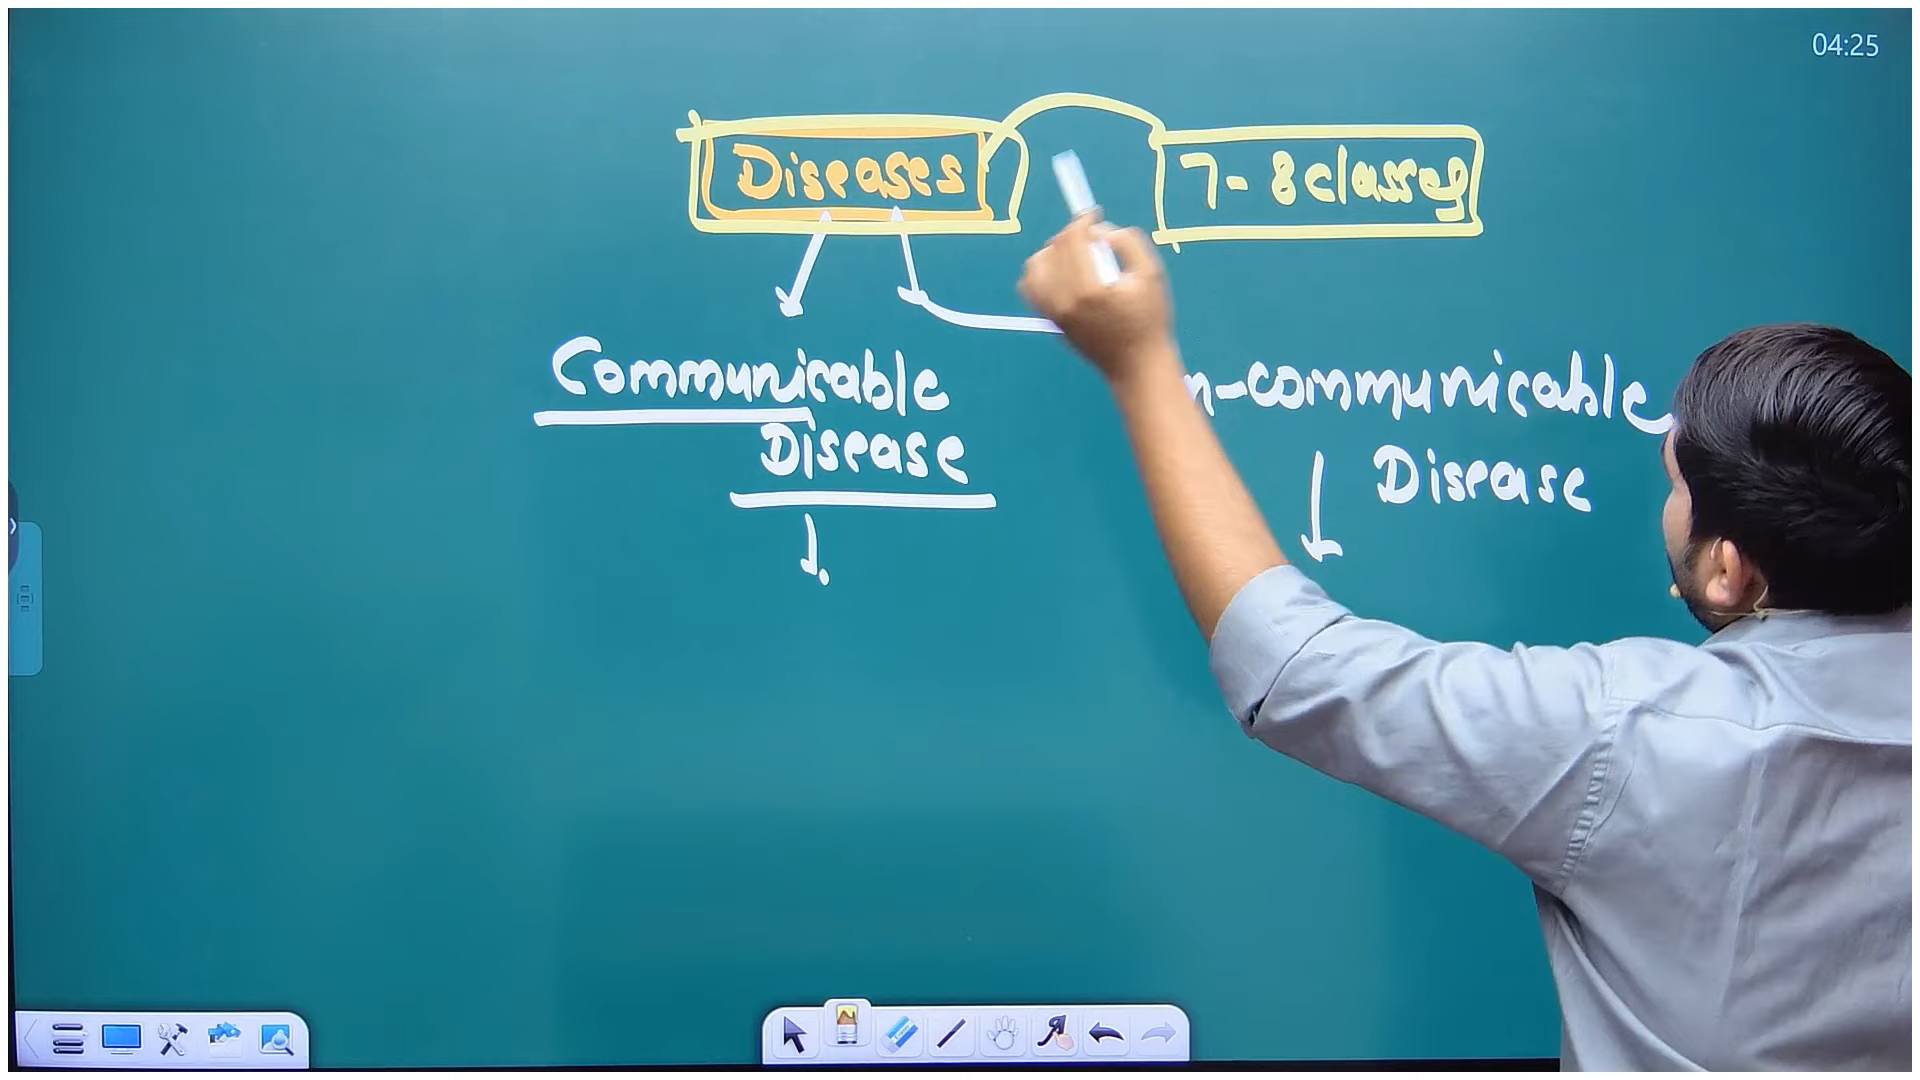 04:25
Diseases
7-8 classes
Communicable
Disease
n-communicable
Disease